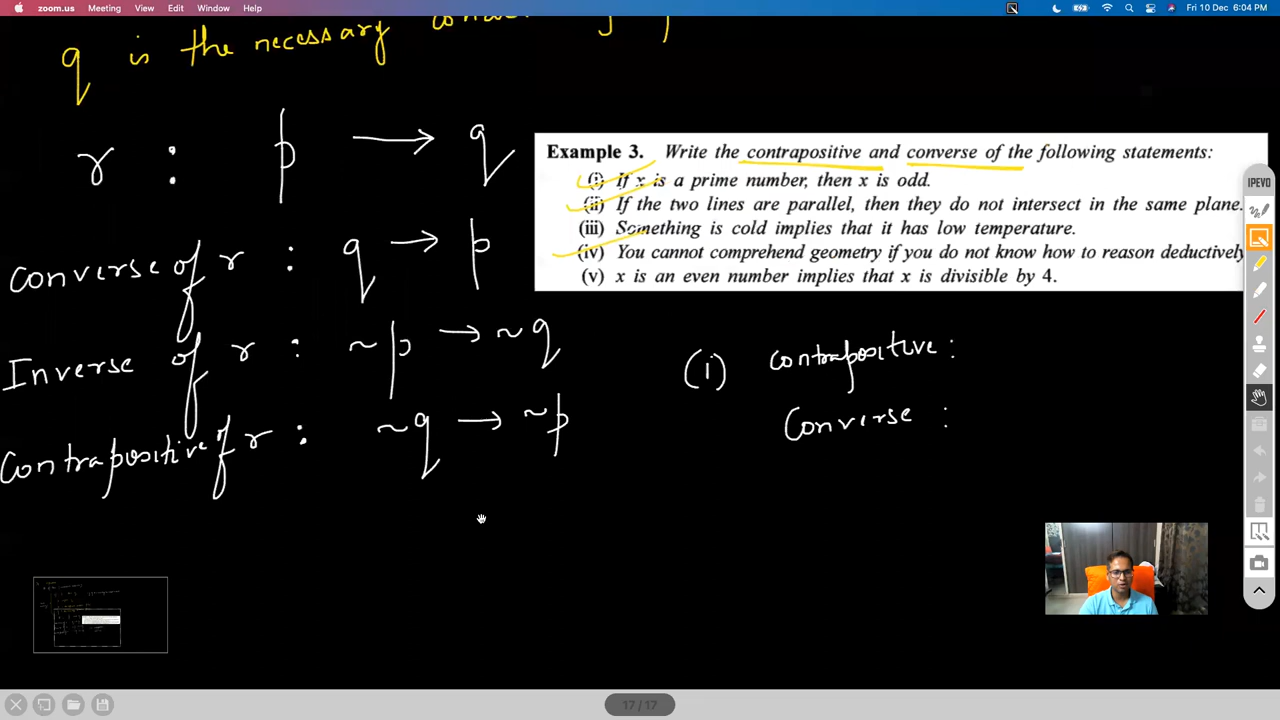 zoom.us Meeting View Edit Window Help Fri 10 Dec 6:04 PM
q is the necessary
r : p → q
Converse of r : q → p
Inverse of r : ~p → ~q
Contrapositive of r : ~q → ~p
Example 3. Write the contrapositive and converse of the following statements:
(i) If x is a prime number, then x is odd.
(ii) If the two lines are parallel, then they do not intersect in the same plane.
(iii) Something is cold implies that it has low temperature.
(iv) You cannot comprehend geometry if you do not know how to reason deductively
(v) x is an even number implies that x is divisible by 4.
(i) Contrapositive :
Converse :
IPEVO
17 / 17